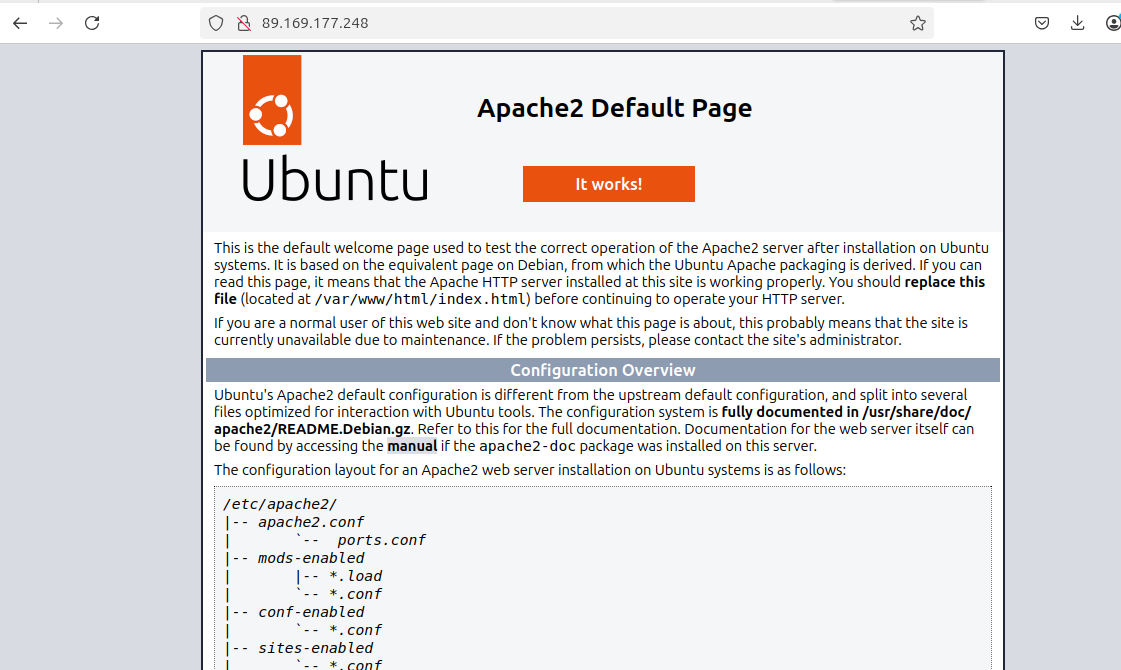 89.169.177.248
Apache2 Default Page
Ubuntu
It works!
This is the default welcome page used to test the correct operation of the Apache2 server after installation on Ubuntu
systems. It is based on the equivalent page on Debian, from which the Ubuntu Apache packaging is derived. If you can
read this page, it means that the Apache HTTP server installed at this site is working properly. You should replace this
file (located at /var/www/html/index.html) before continuing to operate your HTTP server.
If you are a normal user of this web site and don't know what this page is about, this probably means that the site is
currently unavailable due to maintenance. If the problem persists, please contact the site's administrator.
Configuration Overview
Ubuntu's Apache2 default configuration is different from the upstream default configuration, and split into several
files optimized for interaction with Ubuntu tools. The configuration system is fully documented in /usr/share/doc/
apache2/README.Debian.gz. Refer to this for the full documentation. Documentation for the web server itself can
be found by accessing the manual if the apache2-doc package was installed on this server.
The configuration layout for an Apache2 web server installation on Ubuntu systems is as follows:
/etc/apache2/
|-- apache2.conf
|       `--  ports.conf
|-- mods-enabled
|       |-- *.load
|       `-- *.conf
|-- conf-enabled
|       `-- *.conf
|-- sites-enabled
|       `-- *.conf